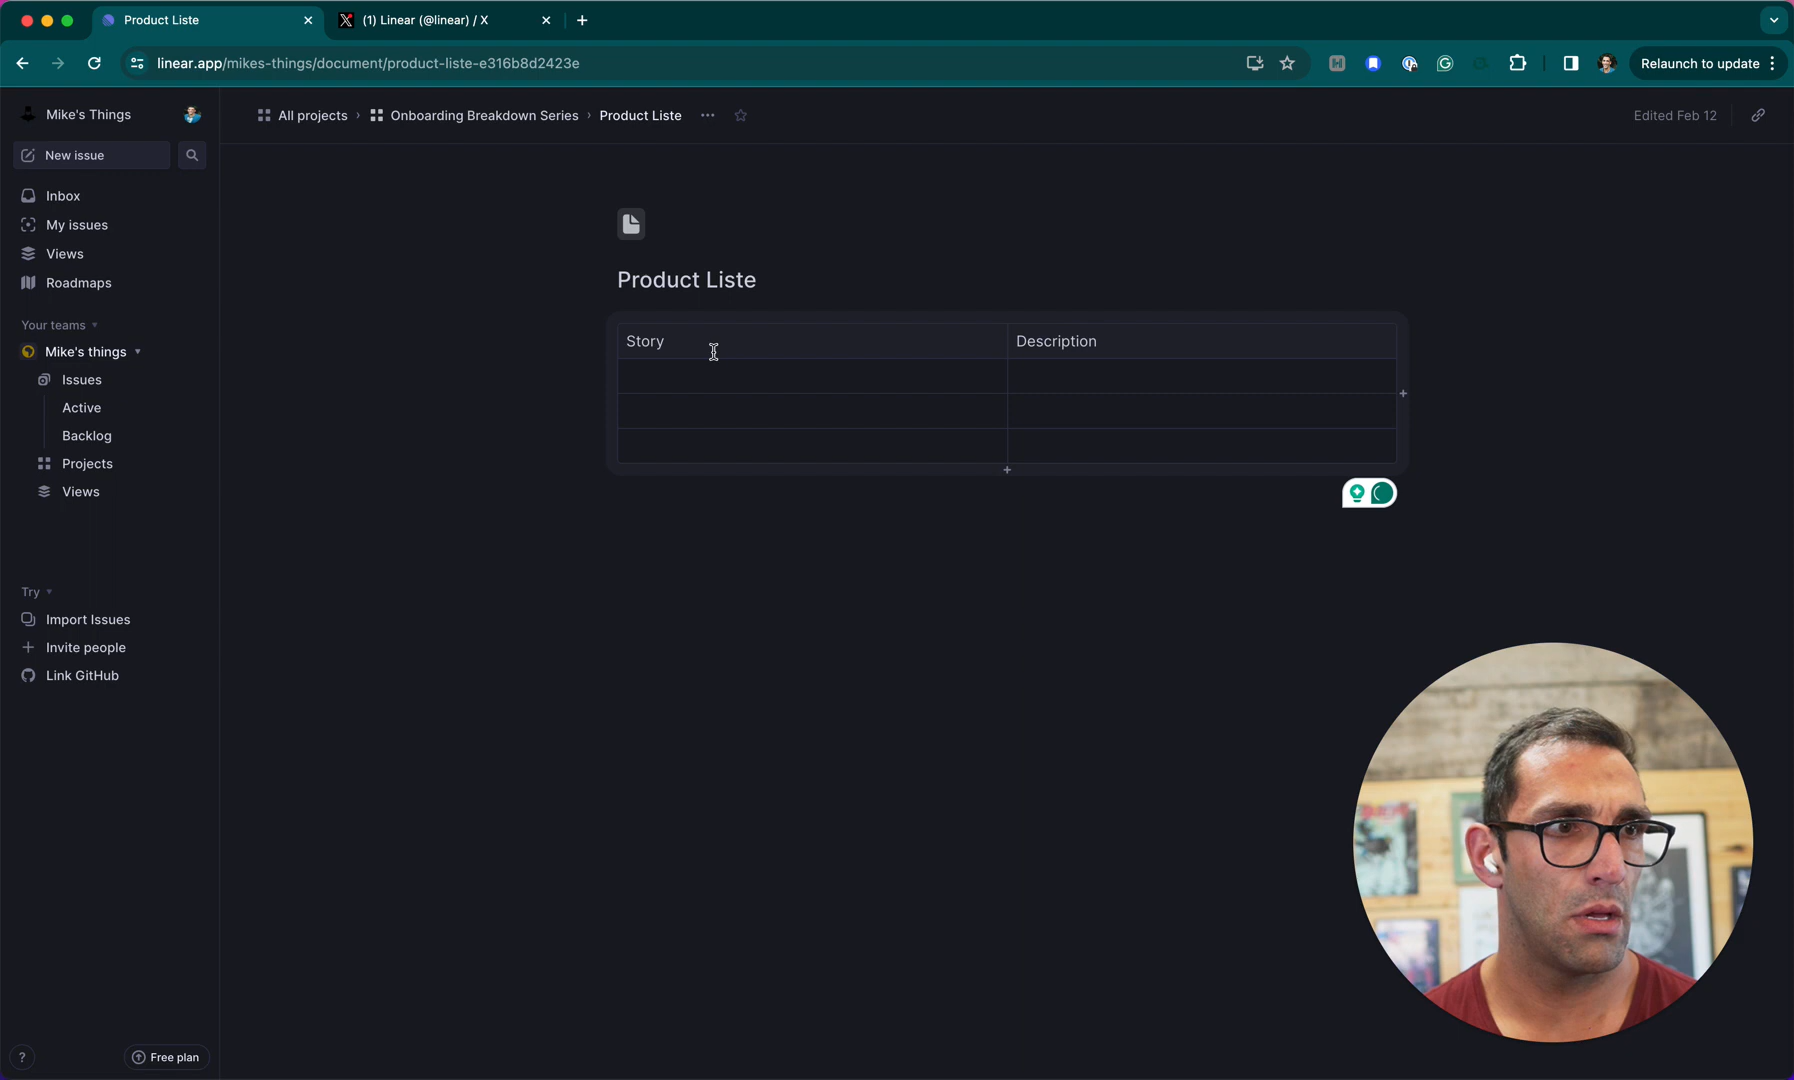 Product Liste
(1) Linear (@linear) / X
linear.app/mikes-things/document/product-liste-e316b8d2423e
Relaunch to update
Mike's Things
All projects › Onboarding Breakdown Series › Product Liste
Edited Feb 12
New issue
Inbox
My issues
Views
Roadmaps
Your teams
Mike's things
Issues
Active
Backlog
Projects
Views
Try
Import Issues
Invite people
Link GitHub
Free plan
Product Liste
Story
Description